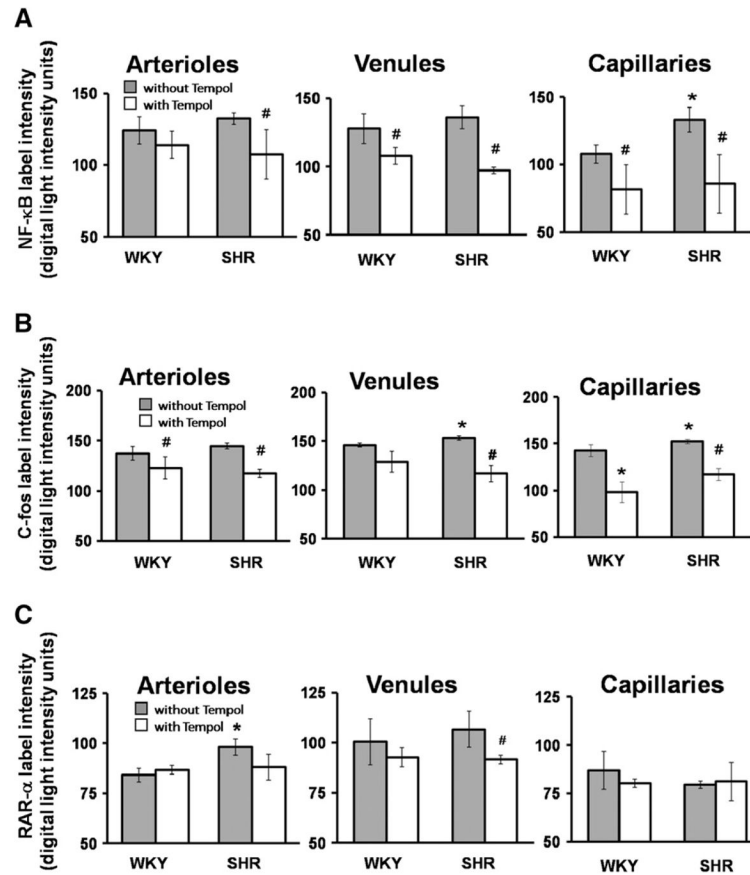 A
NF-κB label intensity
(digital light intensity units)
Arterioles
without Tempol
with Tempol
150
100
50
#
WKY SHR
Venules
150
100
50
# #
WKY SHR
Capillaries
150
100
50
# * #
WKY SHR
B
C-fos label intensity
(digital light intensity units)
Arterioles
without Tempol
with Tempol
200
150
100
50
# #
WKY SHR
Venules
200
150
100
50
* #
WKY SHR
Capillaries
200
150
100
50
* * #
WKY SHR
C
RAR-α label intensity
(digital light intensity units)
Arterioles
without Tempol
with Tempol
125
100
75
50
*
WKY SHR
Venules
125
100
75
50
#
WKY SHR
Capillaries
125
100
75
50
WKY SHR